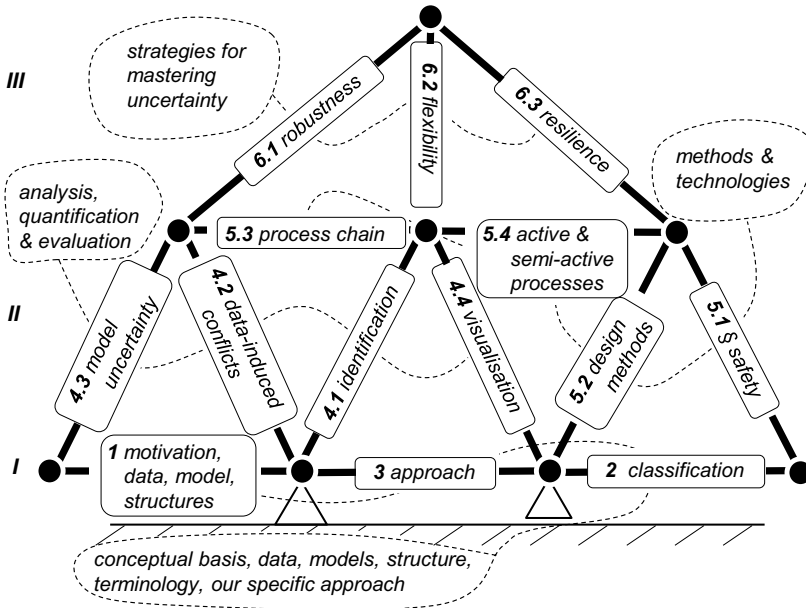 III
strategies for
mastering
uncertainty
6.1 robustness
6.2 flexibility
6.3 resilience
methods &
technologies
analysis,
quantification
& evaluation
5.3 process chain
5.4 active &
semi-active
processes
II
4.3 model
uncertainty
4.2 data-induced
conflicts
4.1 identification
4.4 visualisation
5.2 design
methods
5.1 § safety
I
1 motivation,
data, model,
structures
3 approach
2 classification
conceptual basis, data, models, structure,
terminology, our specific approach